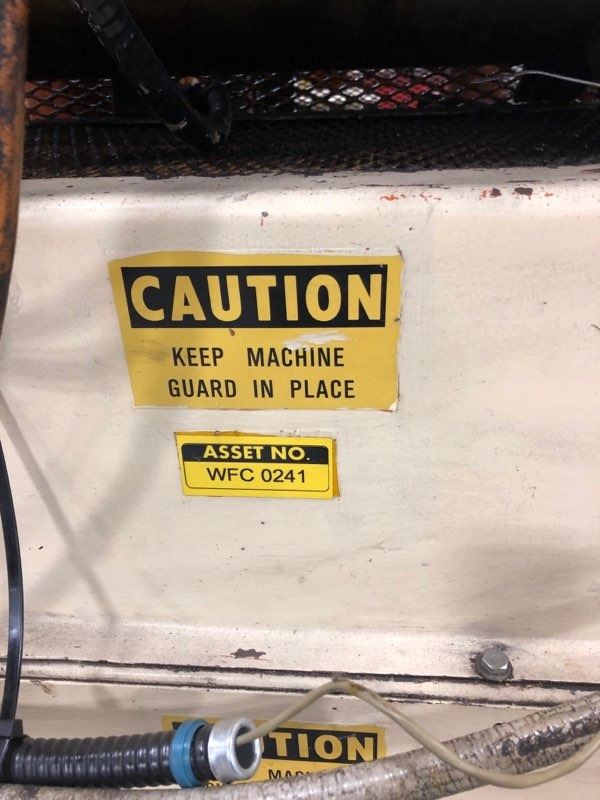 CAUTION
KEEP MACHINE
GUARD IN PLACE
ASSET NO.
WFC 0241
TION